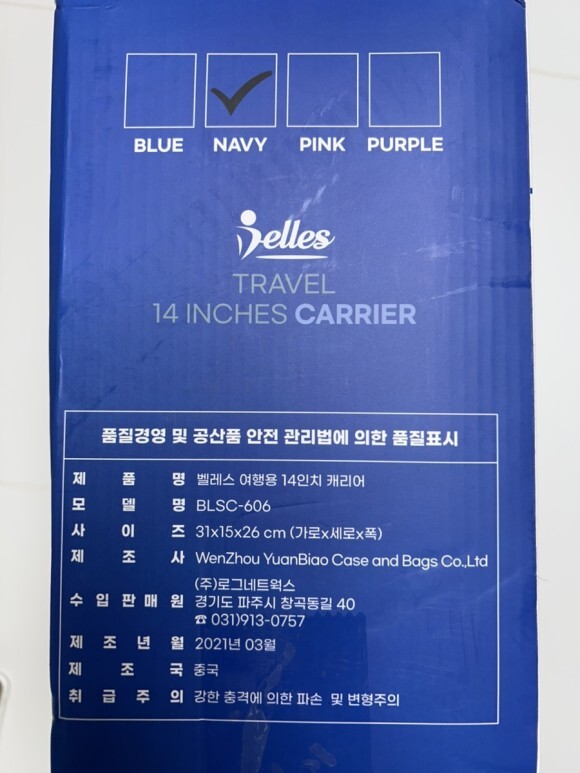 BLUE NAVY PINK PURPLE
Belles
TRAVEL
14 INCHES CARRIER
품질경영 및 공산품 안전 관리법에 의한 품질표시
제 품 명 벨레스 여행용 14인치 캐리어
모 델 명 BLSC-606
사 이 즈 31x15x26 cm (가로x세로x폭)
제 조 사 WenZhou YuanBiao Case and Bags Co.,Ltd
(주)로그네트웍스
수 입 판 매 원 경기도 파주시 창곡동길 40
☎ 031)913-0757
제 조 년 월 2021년 03월
제 조 국 중국
취 급 주 의 강한 충격에 의한 파손 및 변형주의